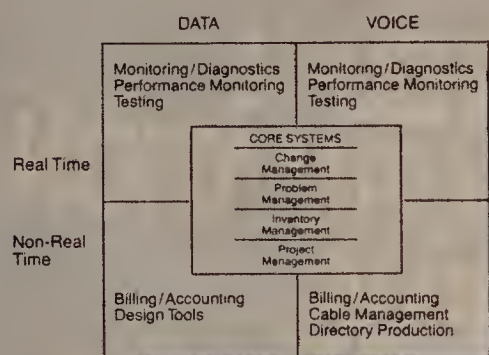 DATA VOICE
Monitoring/Diagnostics
Performance Monitoring
Testing
Monitoring/Diagnostics
Performance Monitoring
Testing
Real Time
CORE SYSTEMS
Change
Management
Problem
Management
Inventory
Management
Project
Management
Non-Real
Time
Billing/Accounting
Design Tools
Billing/Accounting
Cable Management
Directory Production